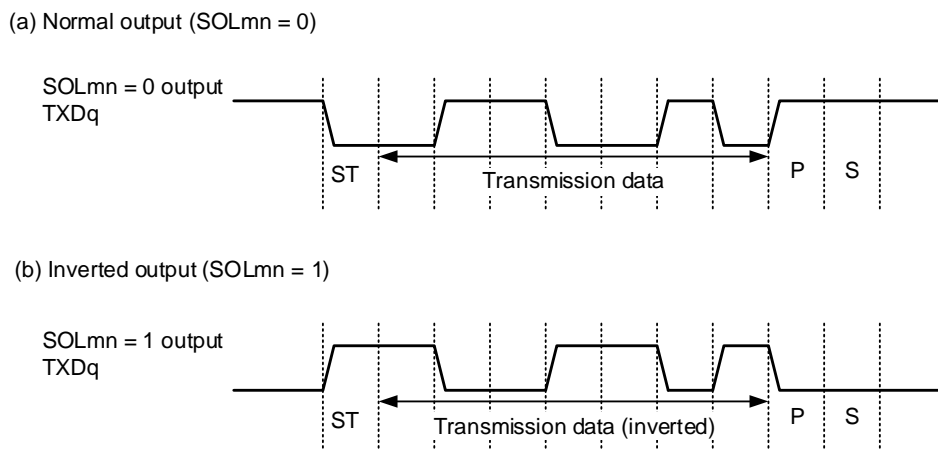 (a) Normal output (SOLmn = 0)
SOLmn = 0 output
TXDq
ST
Transmission data
P
S
(b) Inverted output (SOLmn = 1)
SOLmn = 1 output
TXDq
ST
Transmission data (inverted)
P
S